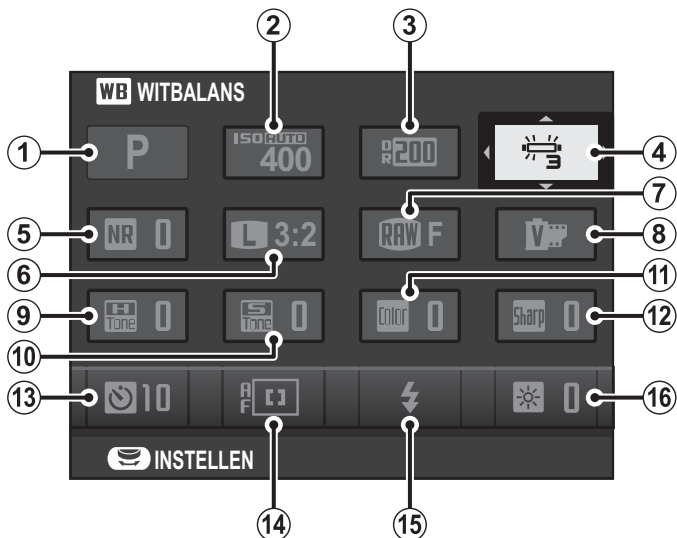 2 3
WB WITBALANS
1 P ISO AUTO 400 DR 200 3 4
7
5 NR 0 L 3:2 RAW F V 8
6 11
9 H Tone 0 S Tone 0 Color 0 Sharp 0 12
10
13 10 AF 0 16
INSTELLEN
14 15